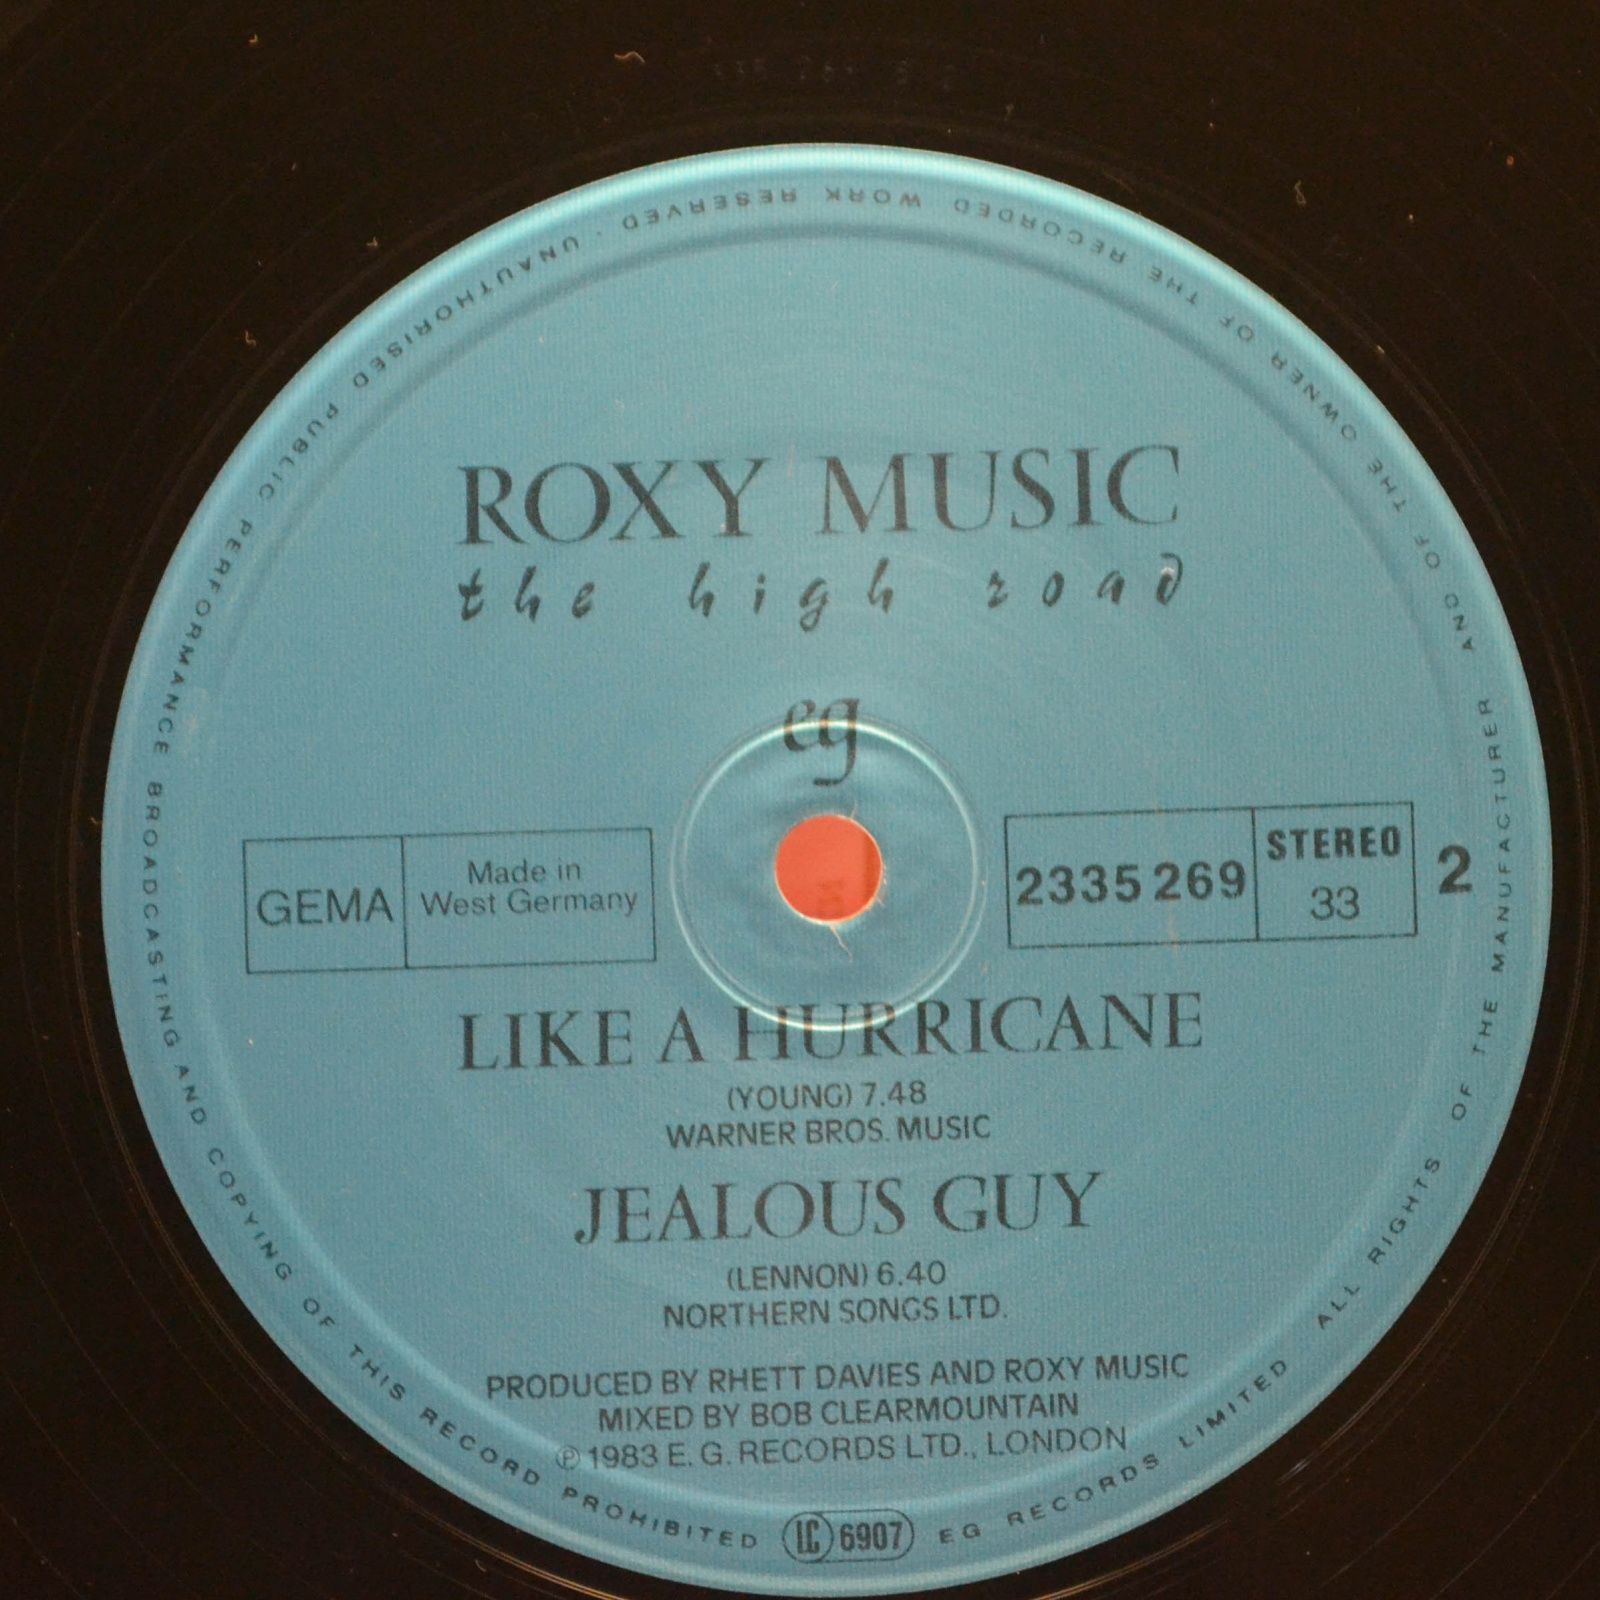 ROXY MUSIC
the high road
eg
GEMA
Made in
West Germany
2335 269
STEREO
33
2
LIKE A HURRICANE
(YOUNG) 7.48
WARNER BROS. MUSIC
JEALOUS GUY
(LENNON) 6.40
NORTHERN SONGS LTD.
PRODUCED BY RHETT DAVIES AND ROXY MUSIC
MIXED BY BOB CLEARMOUNTAIN
℗ 1983 E. G. RECORDS LTD., LONDON
LC 6907
EG RECORDS LIMITED ALL RIGHTS OF THE MANUFACTURER AND OF THE OWNER OF THE RECORDED WORK RESERVED · UNAUTHORISED PUBLIC PERFORMANCE BROADCASTING AND COPYING OF THIS RECORD PROHIBITED